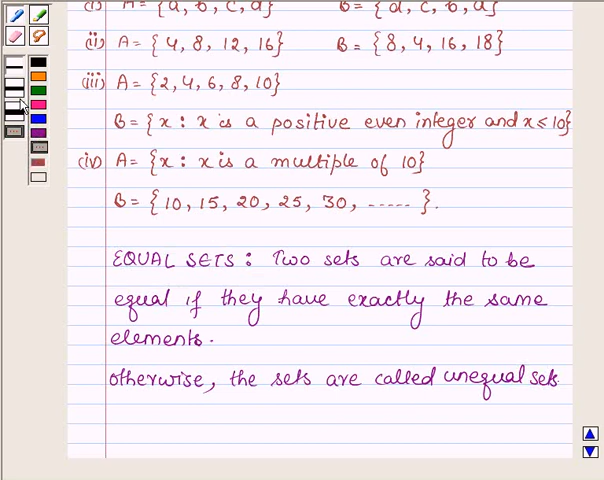 (i) A = {a, b, c, d} B = {d, c, b, a}
(ii) A = {4, 8, 12, 16} B = {8, 4, 16, 18}
(iii) A = {2, 4, 6, 8, 10}
B = {x : x is a positive even integer and x ≤ 10}
(iv) A = {x : x is a multiple of 10}
B = {10, 15, 20, 25, 30, ----- }.
EQUAL SETS : Two sets are said to be
equal if they have exactly the same
elements.
otherwise, the sets are called unequal sets.